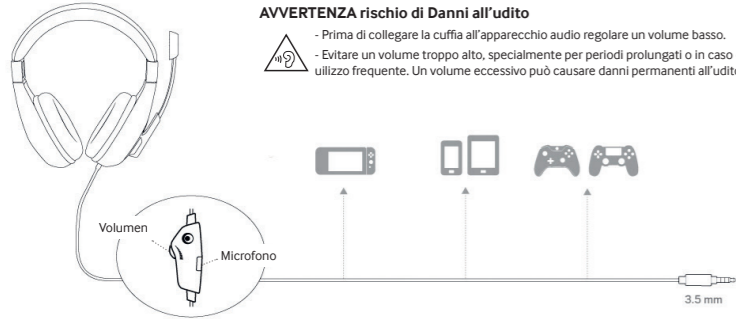 AVVERTENZA rischio di Danni all’udito
- Prima di collegare la cuffia all’apparecchio audio regolare un volume basso.
- Evitare un volume troppo alto, specialmente per periodi prolungati o in caso
uilizzo frequente. Un volume eccessivo può causare danni permanenti all’udito
Volumen
Microfono
3.5 mm